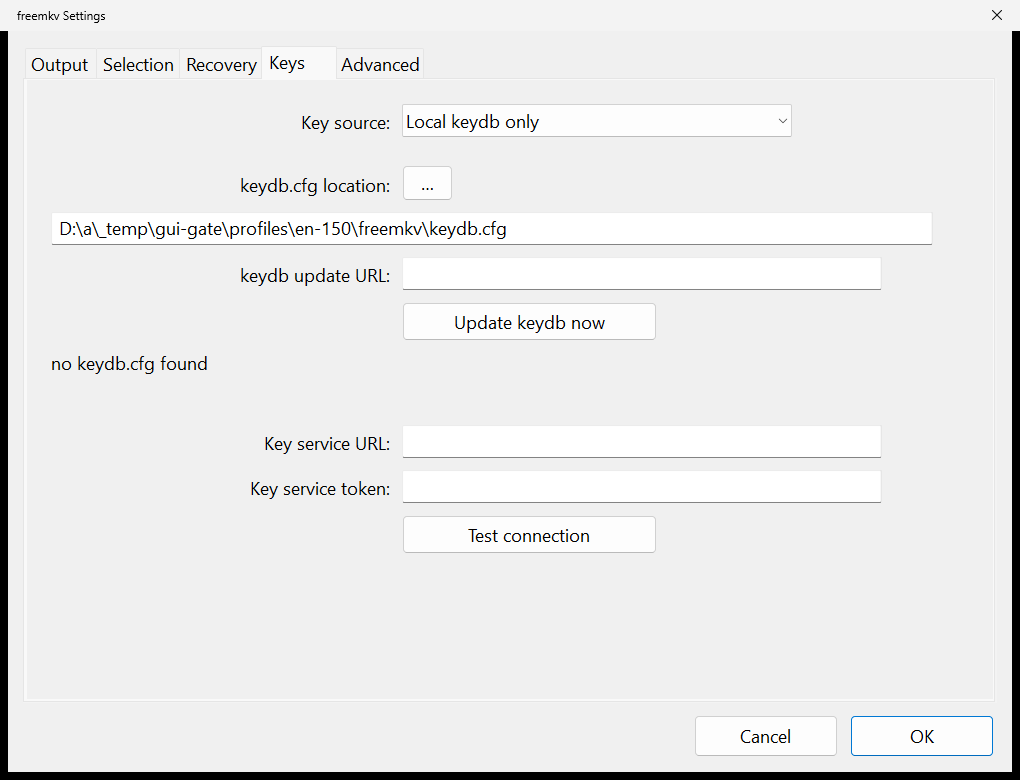 freemkv Settings
Output Selection Recovery Keys Advanced
Key source: Local keydb only
keydb.cfg location: ...
D:\a\_temp\gui-gate\profiles\en-150\freemkv\keydb.cfg
keydb update URL:
Update keydb now
no keydb.cfg found
Key service URL:
Key service token:
Test connection
Cancel OK